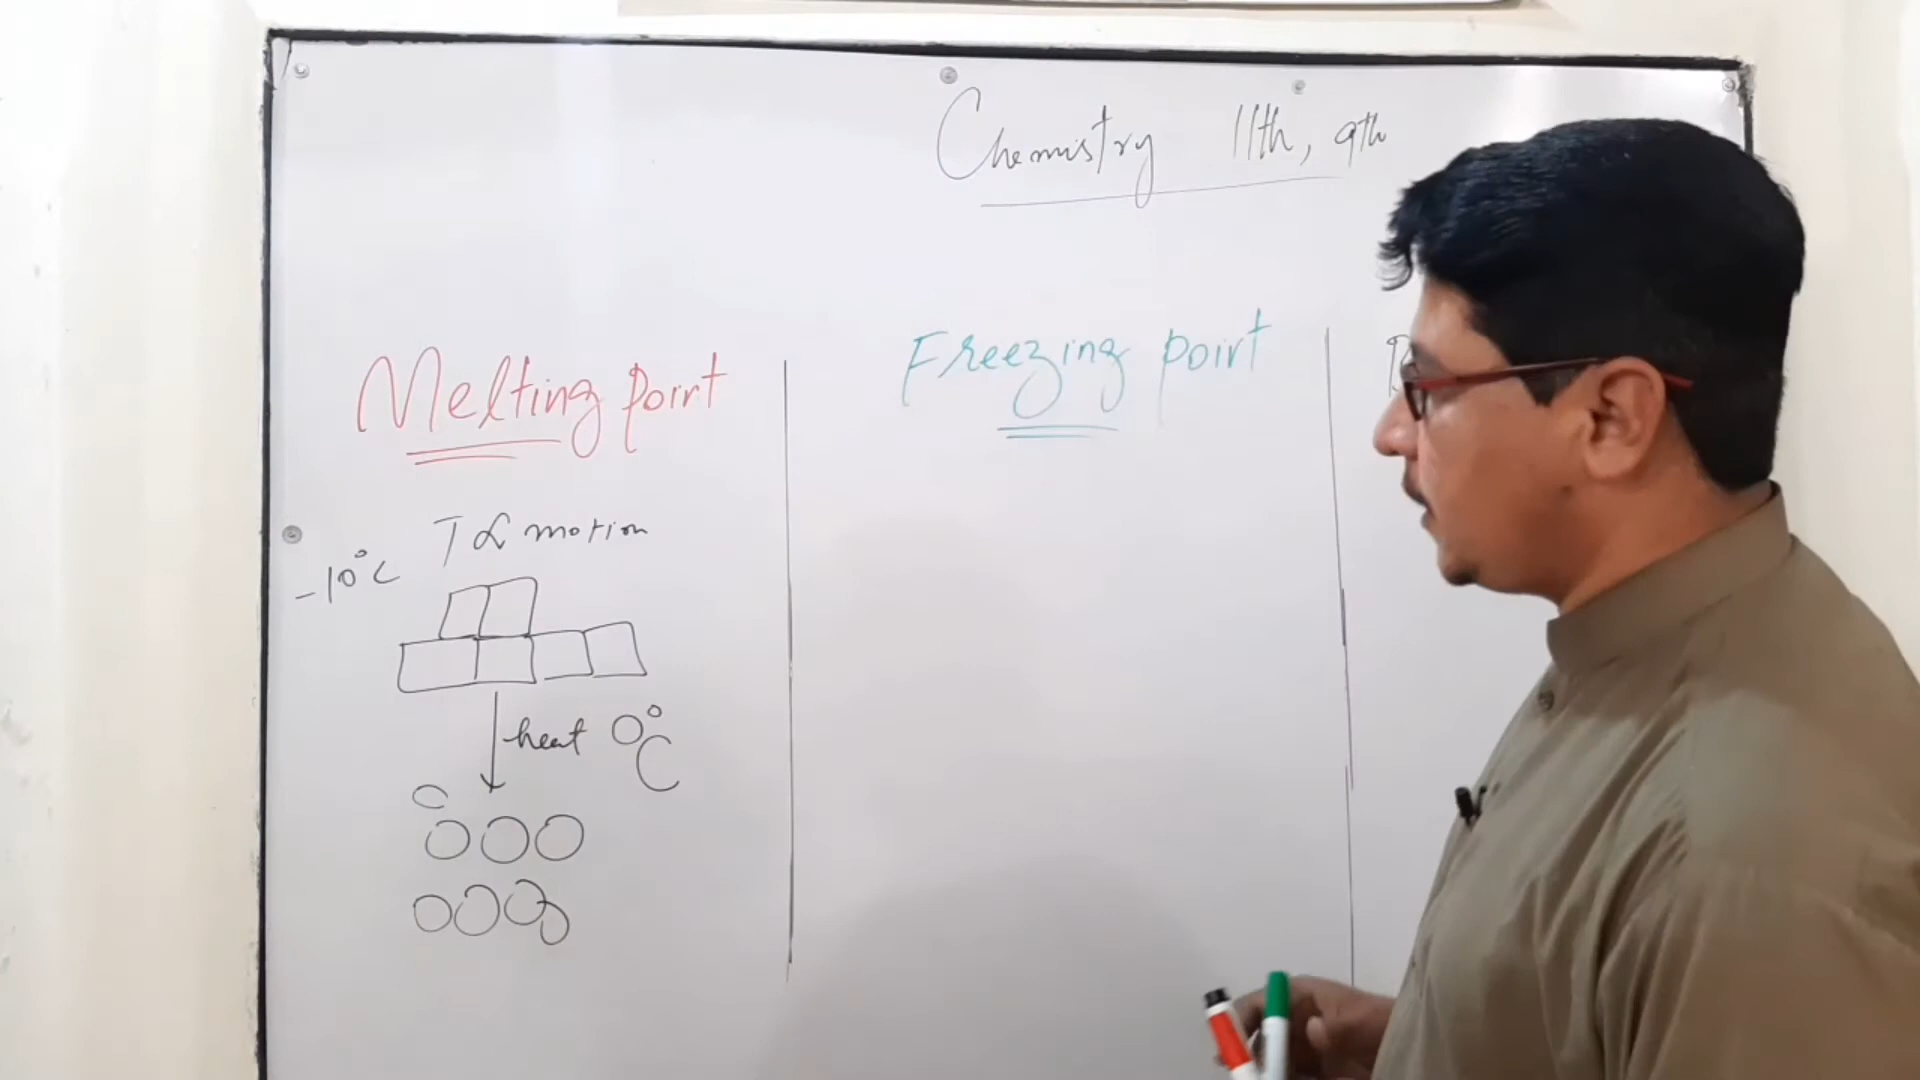 Chemistry 11th, 9th
Melting point
Freezing point
T ∝ motion
-10°C
heat 0°C